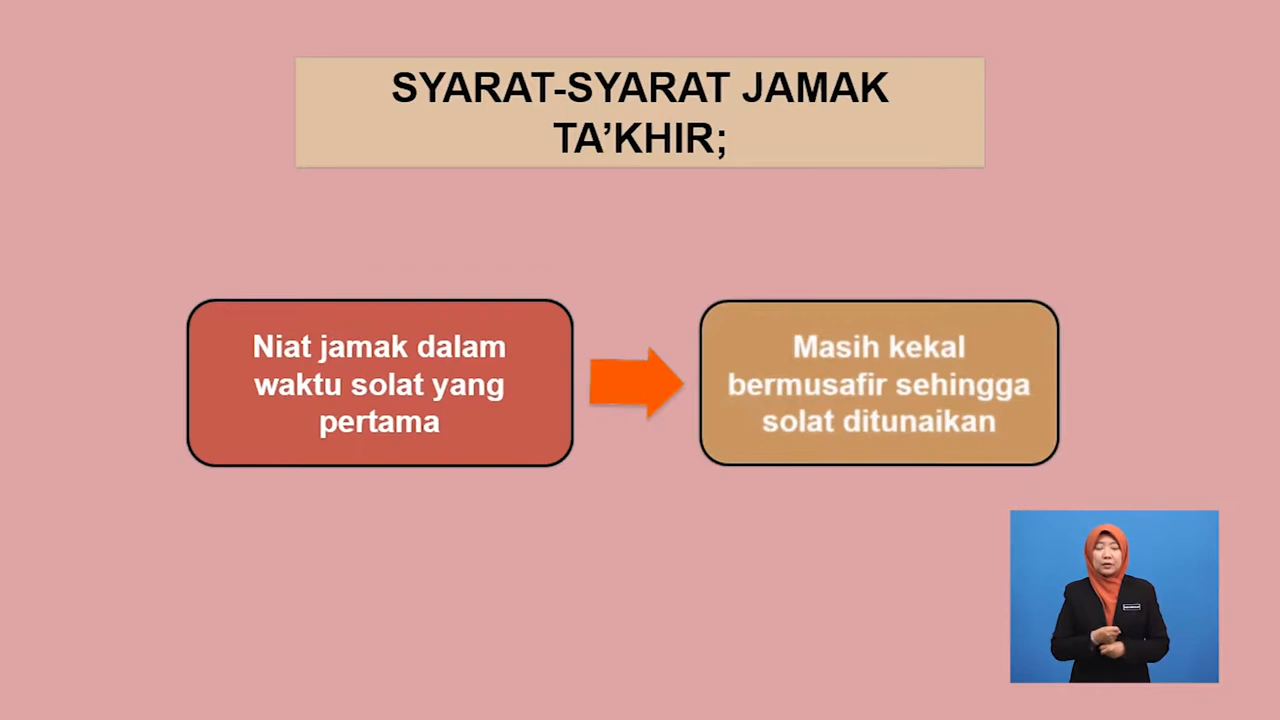 SYARAT-SYARAT JAMAK
TA’KHIR;
Niat jamak dalam
waktu solat yang
pertama
Masih kekal
bermusafir sehingga
solat ditunaikan